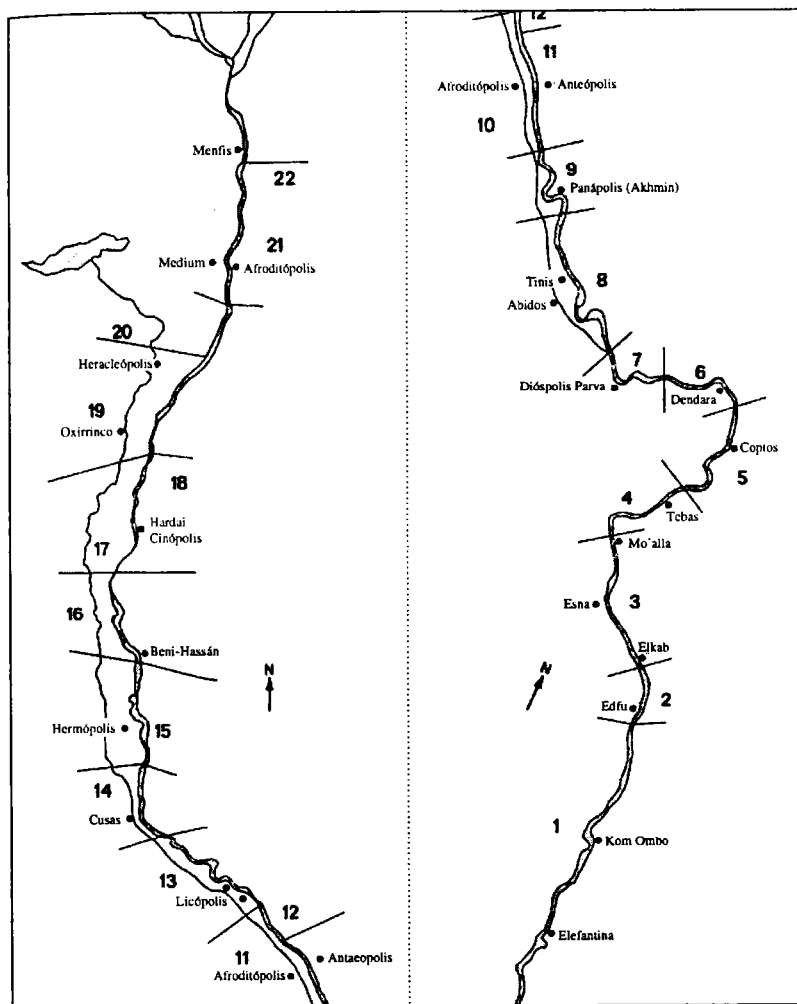 Menfis
22
21
Medium
Afroditópolis
20
Heracleópolis
19
Oxirrinco
18
Hardai
Cinópolis
17
16
Beni-Hassán
N
Hermópolis
15
14
Cusas
13
Licópolis
12
11
Antaeopolis
Afroditópolis
12
11
Afroditópolis
Anteópolis
10
9
Panápolis (Akhmin)
Tinis
8
Abidos
7
6
Dióspolis Parva
Dendara
Coptos
5
4
Tebas
Mo'alla
Esna
3
Elkab
N
Edfu
2
1
Kom Ombo
Elefantina